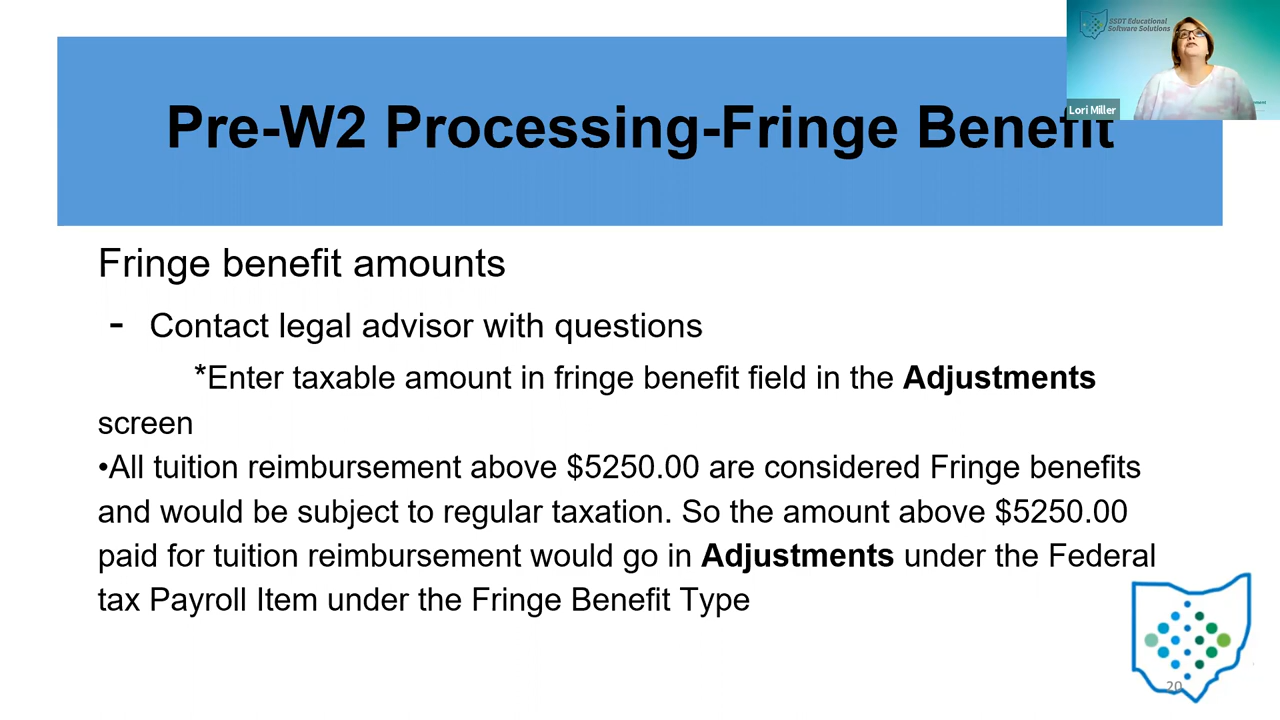 SSDT Educational
Software Solutions
Lori Miller
Pre-W2 Processing-Fringe Benefit
Fringe benefit amounts
- Contact legal advisor with questions
*Enter taxable amount in fringe benefit field in the Adjustments
screen
•All tuition reimbursement above $5250.00 are considered Fringe benefits
and would be subject to regular taxation. So the amount above $5250.00
paid for tuition reimbursement would go in Adjustments under the Federal
tax Payroll Item under the Fringe Benefit Type
20